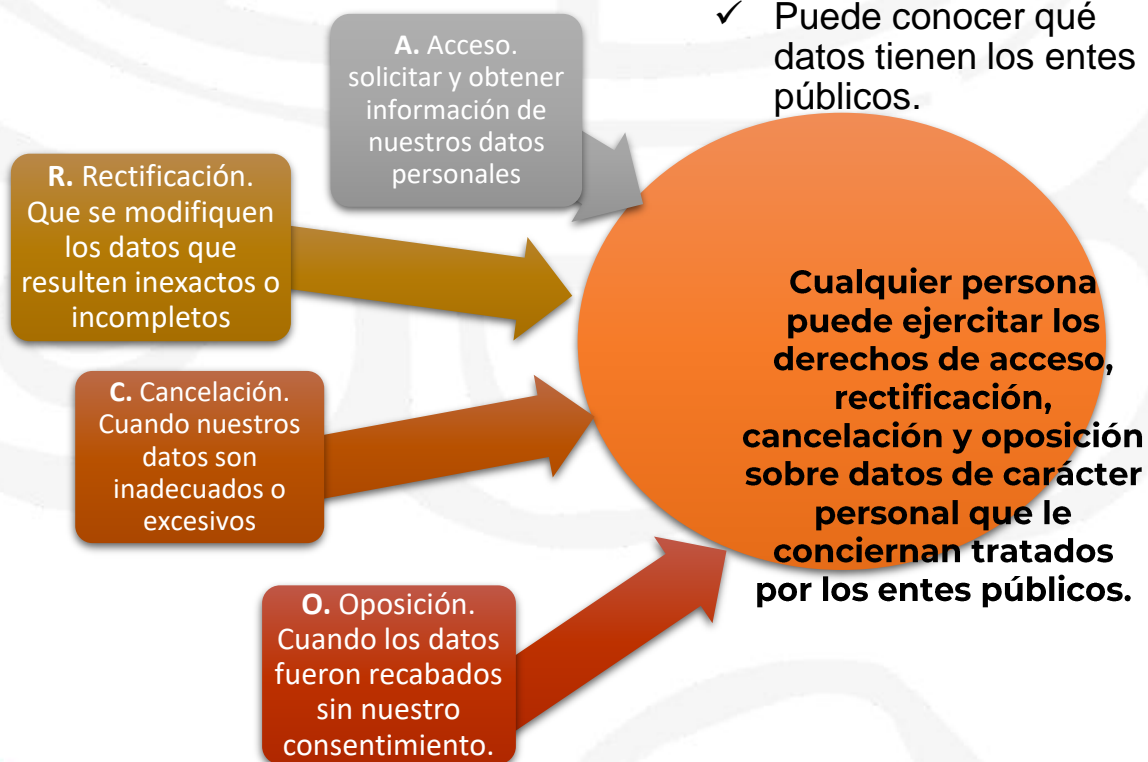 A. Acceso.
solicitar y obtener
información de
nuestros datos
personales
✓ Puede conocer qué
datos tienen los entes
públicos.
R. Rectificación.
Que se modifiquen
los datos que
resulten inexactos o
incompletos
C. Cancelación.
Cuando nuestros
datos son
inadecuados o
excesivos
O. Oposición.
Cuando los datos
fueron recabados
sin nuestro
consentimiento.
Cualquier persona
puede ejercitar los
derechos de acceso,
rectificación,
cancelación y oposición
sobre datos de carácter
personal que le
conciernan tratados
por los entes públicos.